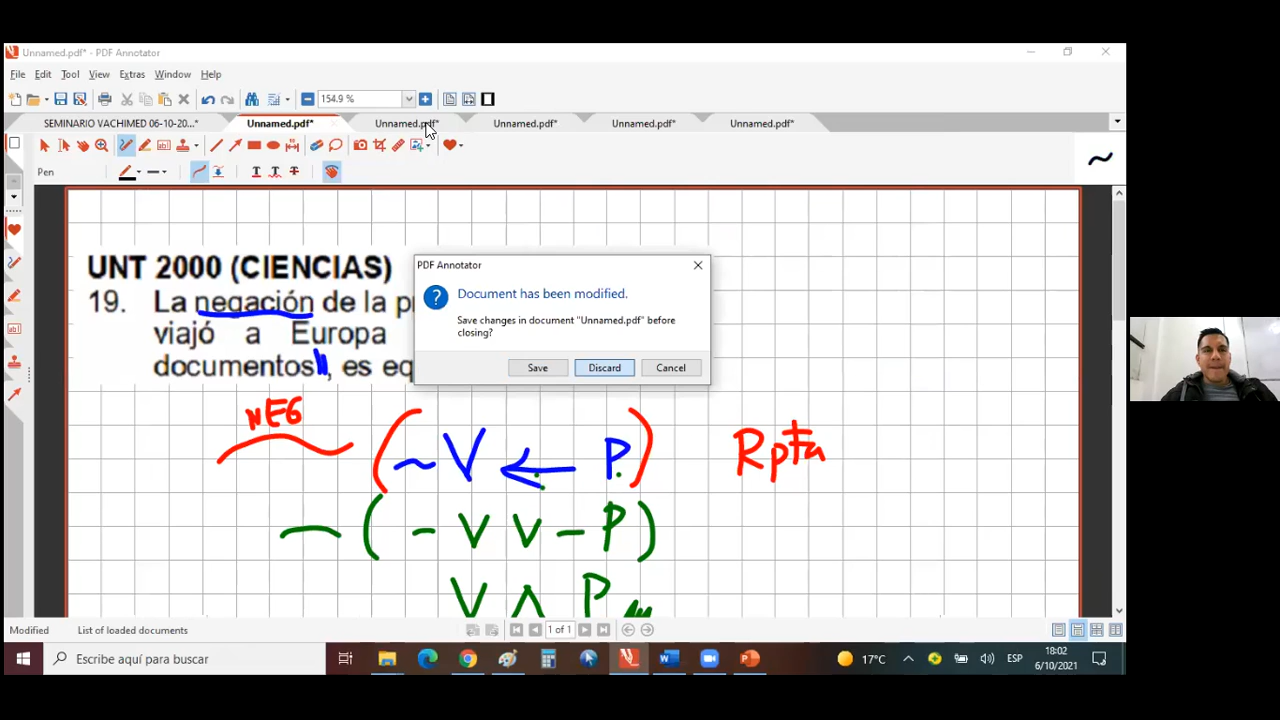 Unnamed.pdf* - PDF Annotator
File Edit Tool View Extras Window Help
154.9 %
SEMINARIO VACHIMED 06-10-20...*
Unnamed.pdf*
Unnamed.pdf*
Unnamed.pdf*
Unnamed.pdf*
Unnamed.pdf*
Pen
UNT 2000 (CIENCIAS)
19. La negación de la pr
viajó a Europa
documentos", es eq
PDF Annotator
Document has been modified.
Save changes in document "Unnamed.pdf" before
closing?
Save Discard Cancel
NEG
~ (~V ← P) Rpta
~ (-V V -P)
V Λ P
Modified List of loaded documents 1 of 1
Escribe aquí para buscar
17°C ESP
18:02
6/10/2021